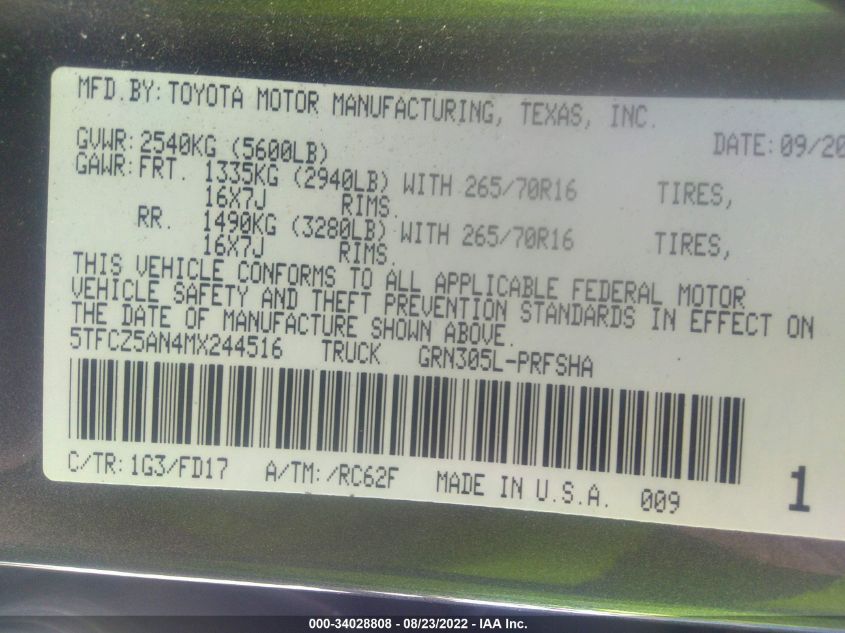 MFD.BY: TOYOTA MOTOR MANUFACTURING, TEXAS, INC.
GVWR: 2540KG (5600LB) DATE: 09/20
GAWR: FRT. 1335KG (2940LB) WITH 265/70R16 TIRES,
16X7J RIMS.
RR. 1490KG (3280LB) WITH 265/70R16 TIRES,
16X7J RIMS.
THIS VEHICLE CONFORMS TO ALL APPLICABLE FEDERAL MOTOR
VEHICLE SAFETY AND THEFT PREVENTION STANDARDS IN EFFECT ON
THE DATE OF MANUFACTURE SHOWN ABOVE.
5TFCZ5AN4MX244516 TRUCK GRN305L-PRFSHA
C/TR: 1G3/FD17 A/TM: /RC62F MADE IN U.S.A. 009 1
000-34028808 - 08/23/2022 - IAA Inc.